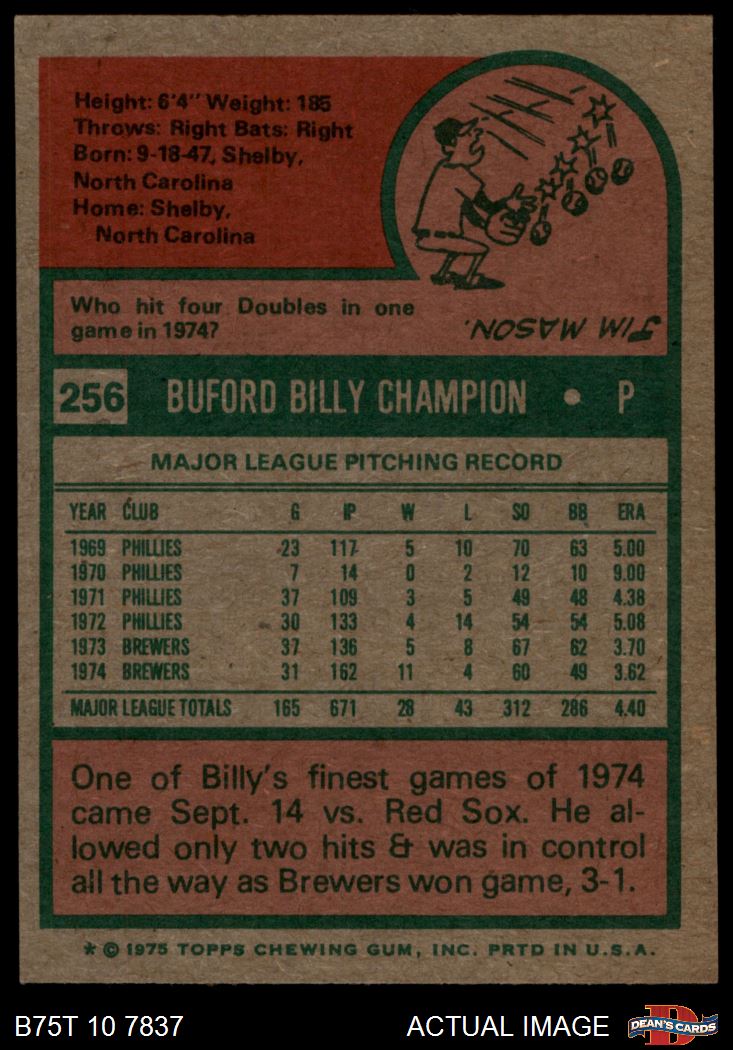 Height: 6'4" Weight: 185
Throws: Right Bats: Right
Born: 9-18-47, Shelby,
North Carolina
Home: Shelby,
North Carolina
Who hit four Doubles in one
game in 1974?
JIM MASON.
256 BUFORD BILLY CHAMPION • P
MAJOR LEAGUE PITCHING RECORD
YEAR CLUB G IP W L SO BB ERA
1969 PHILLIES 23 117 5 10 70 63 5.00
1970 PHILLIES 7 14 0 2 12 10 9.00
1971 PHILLIES 37 109 3 5 49 48 4.38
1972 PHILLIES 30 133 4 14 54 54 5.08
1973 BREWERS 37 136 5 8 67 62 3.70
1974 BREWERS 31 162 11 4 60 49 3.62
MAJOR LEAGUE TOTALS 165 671 28 43 312 286 4.40
One of Billy's finest games of 1974
came Sept. 14 vs. Red Sox. He al-
lowed only two hits & was in control
all the way as Brewers won game, 3-1.
* © 1975 TOPPS CHEWING GUM, INC. PRTD IN U.S.A.
B75T 10 7837 ACTUAL IMAGE DEAN'S CARDS